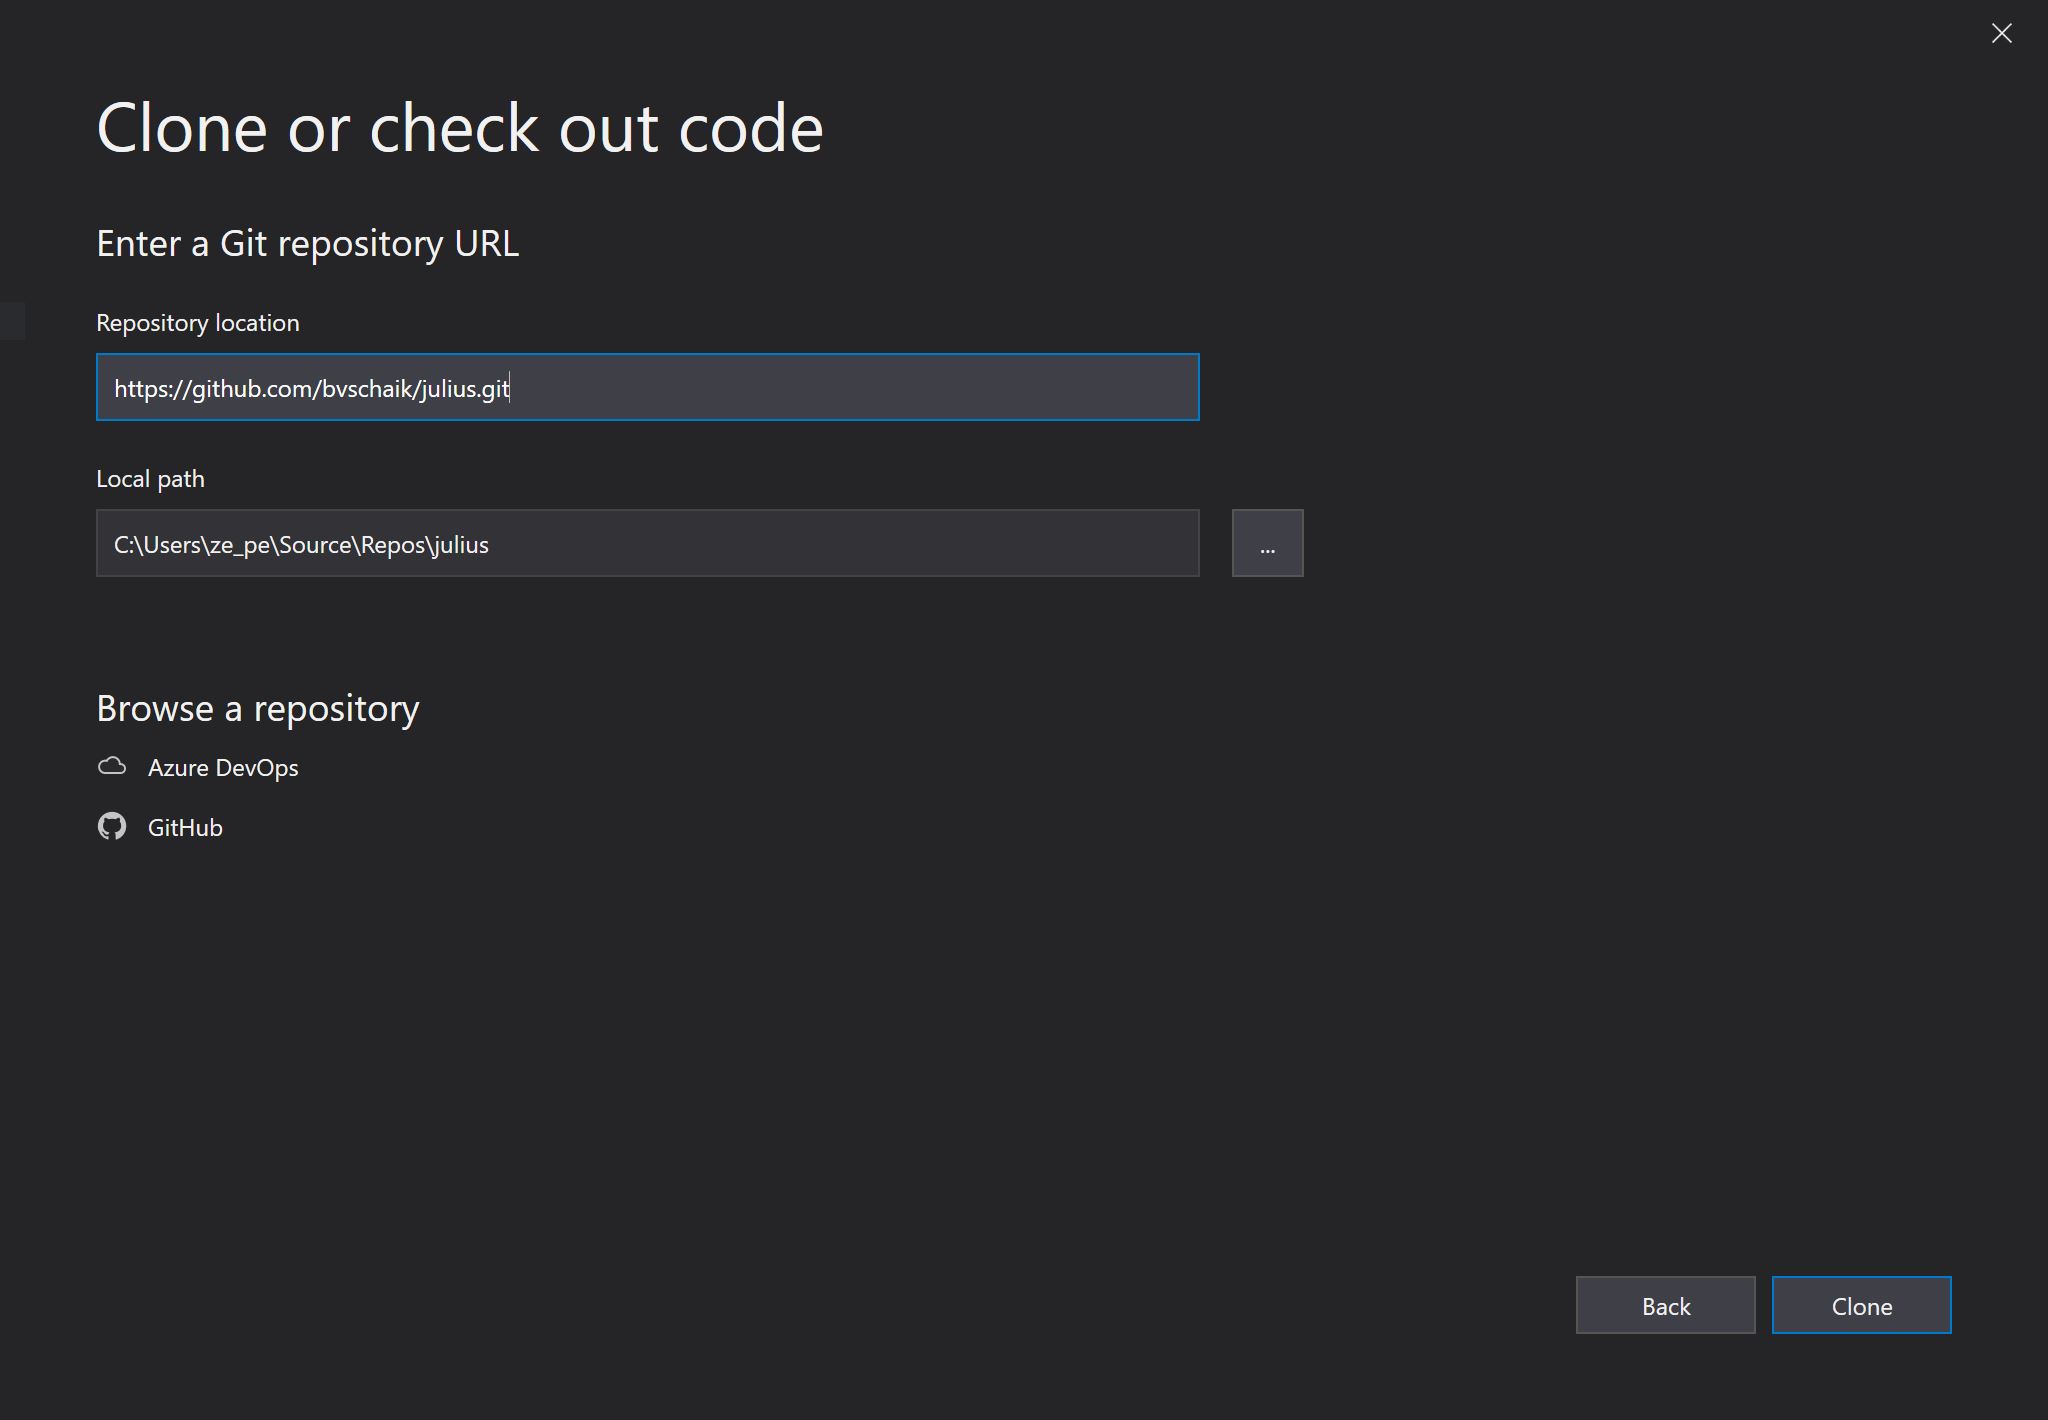 Clone or check out code
Enter a Git repository URL
Repository location
https://github.com/bvschaik/julius.git
Local path
C:\Users\ze_pe\Source\Repos\julius
...
Browse a repository
Azure DevOps
GitHub
Back
Clone